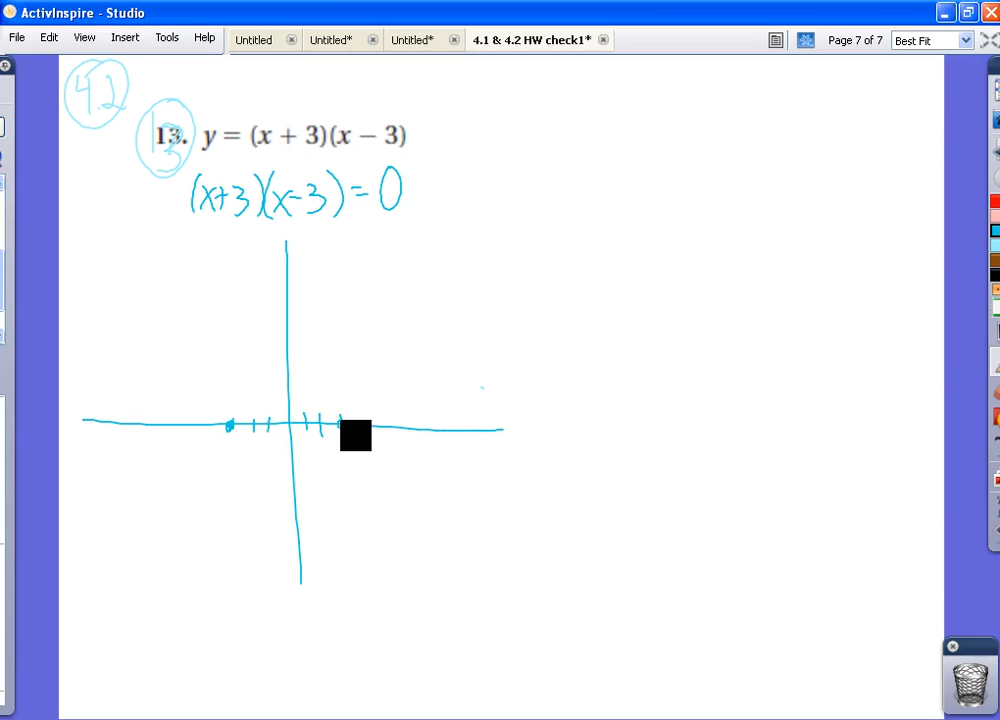 ActivInspire - Studio
File Edit View Insert Tools Help Untitled Untitled* Untitled* 4.1 & 4.2 HW check1* Page 7 of 7 Best Fit
4.2
13
13. y = (x + 3)(x − 3)
(x+3)(x-3)=0